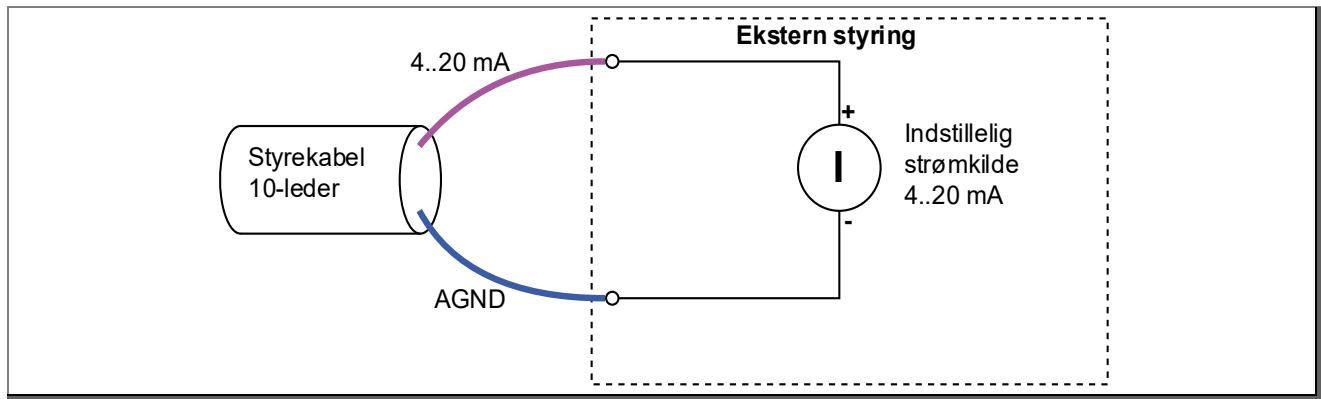 Ekstern styring
4..20 mA
+
Styrekabel
10-leder
I
Indstillelig
strømkilde
4..20 mA
-
AGND